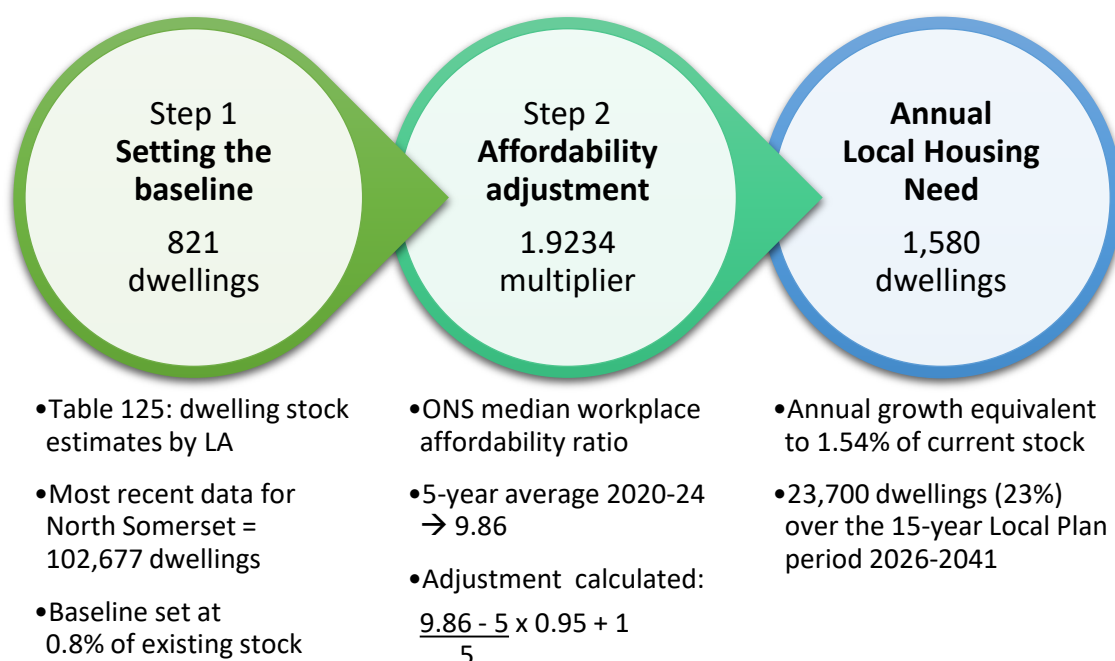 Step 1
Setting the
baseline
821
dwellings
Step 2
Affordability
adjustment
1.9234
multiplier
Annual
Local Housing
Need
1,580
dwellings
•Table 125: dwelling stock
estimates by LA
•Most recent data for
North Somerset =
102,677 dwellings
•Baseline set at
0.8% of existing stock
•ONS median workplace
affordability ratio
•5-year average 2020-24
→ 9.86
•Adjustment calculated:
9.86 - 5 x 0.95 + 1
5
•Annual growth equivalent
to 1.54% of current stock
•23,700 dwellings (23%)
over the 15-year Local Plan
period 2026-2041